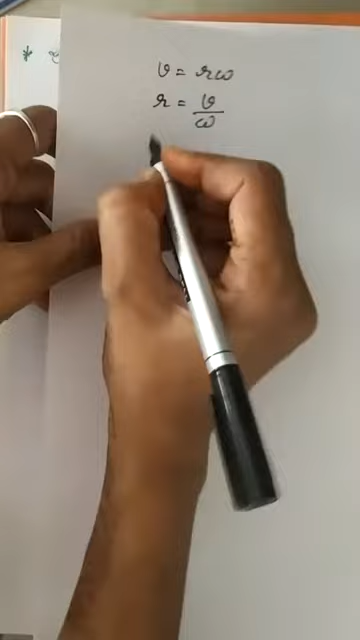 v = rω
r = v/ω
*